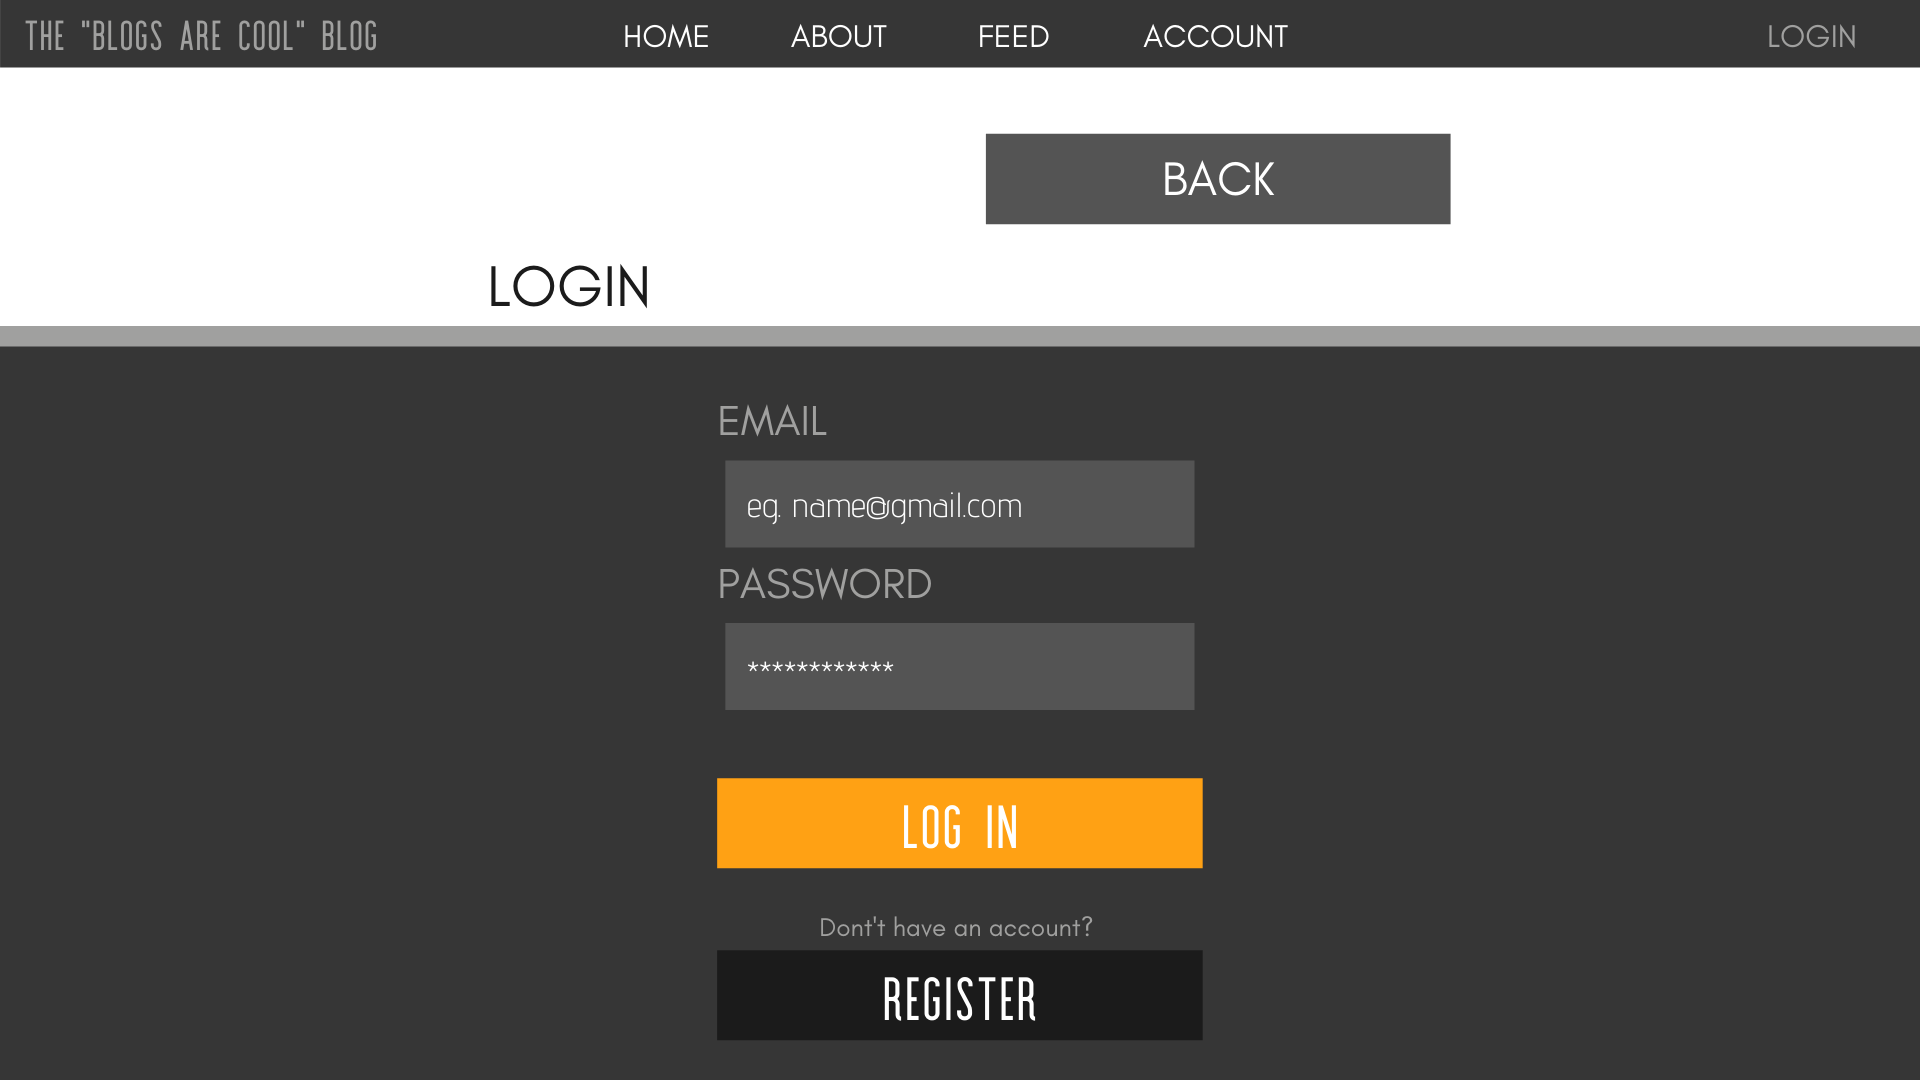 THE "BLOGS ARE COOL" BLOG
HOME ABOUT FEED ACCOUNT
LOGIN
BACK
LOGIN
EMAIL
eg. name@gmail.com
PASSWORD
************
LOG IN
Dont't have an account?
REGISTER